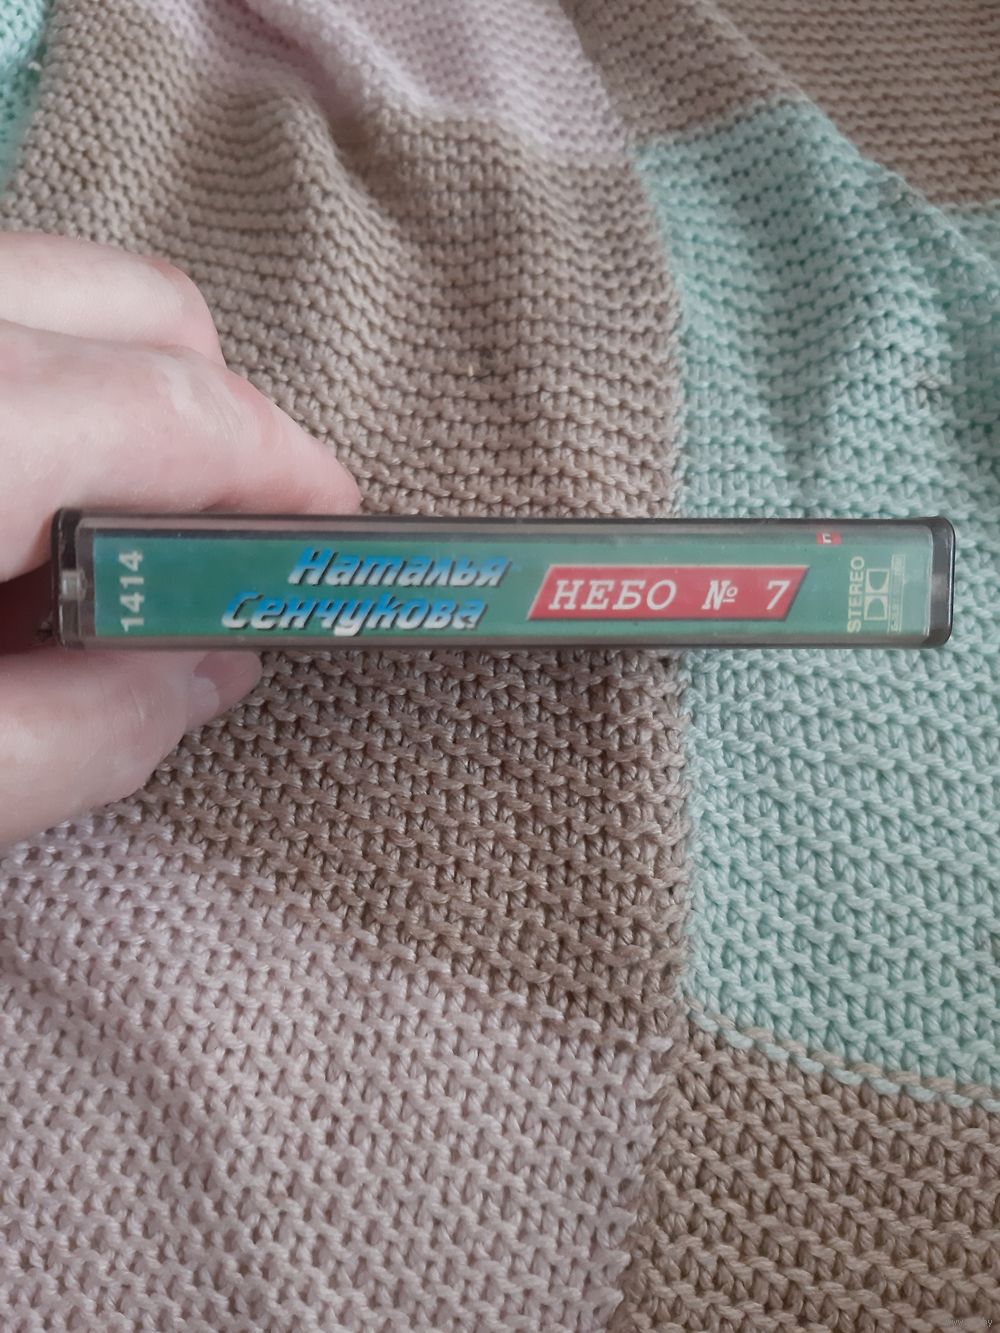 1414
Наталья
Сенчукова
НЕБО № 7
STEREO